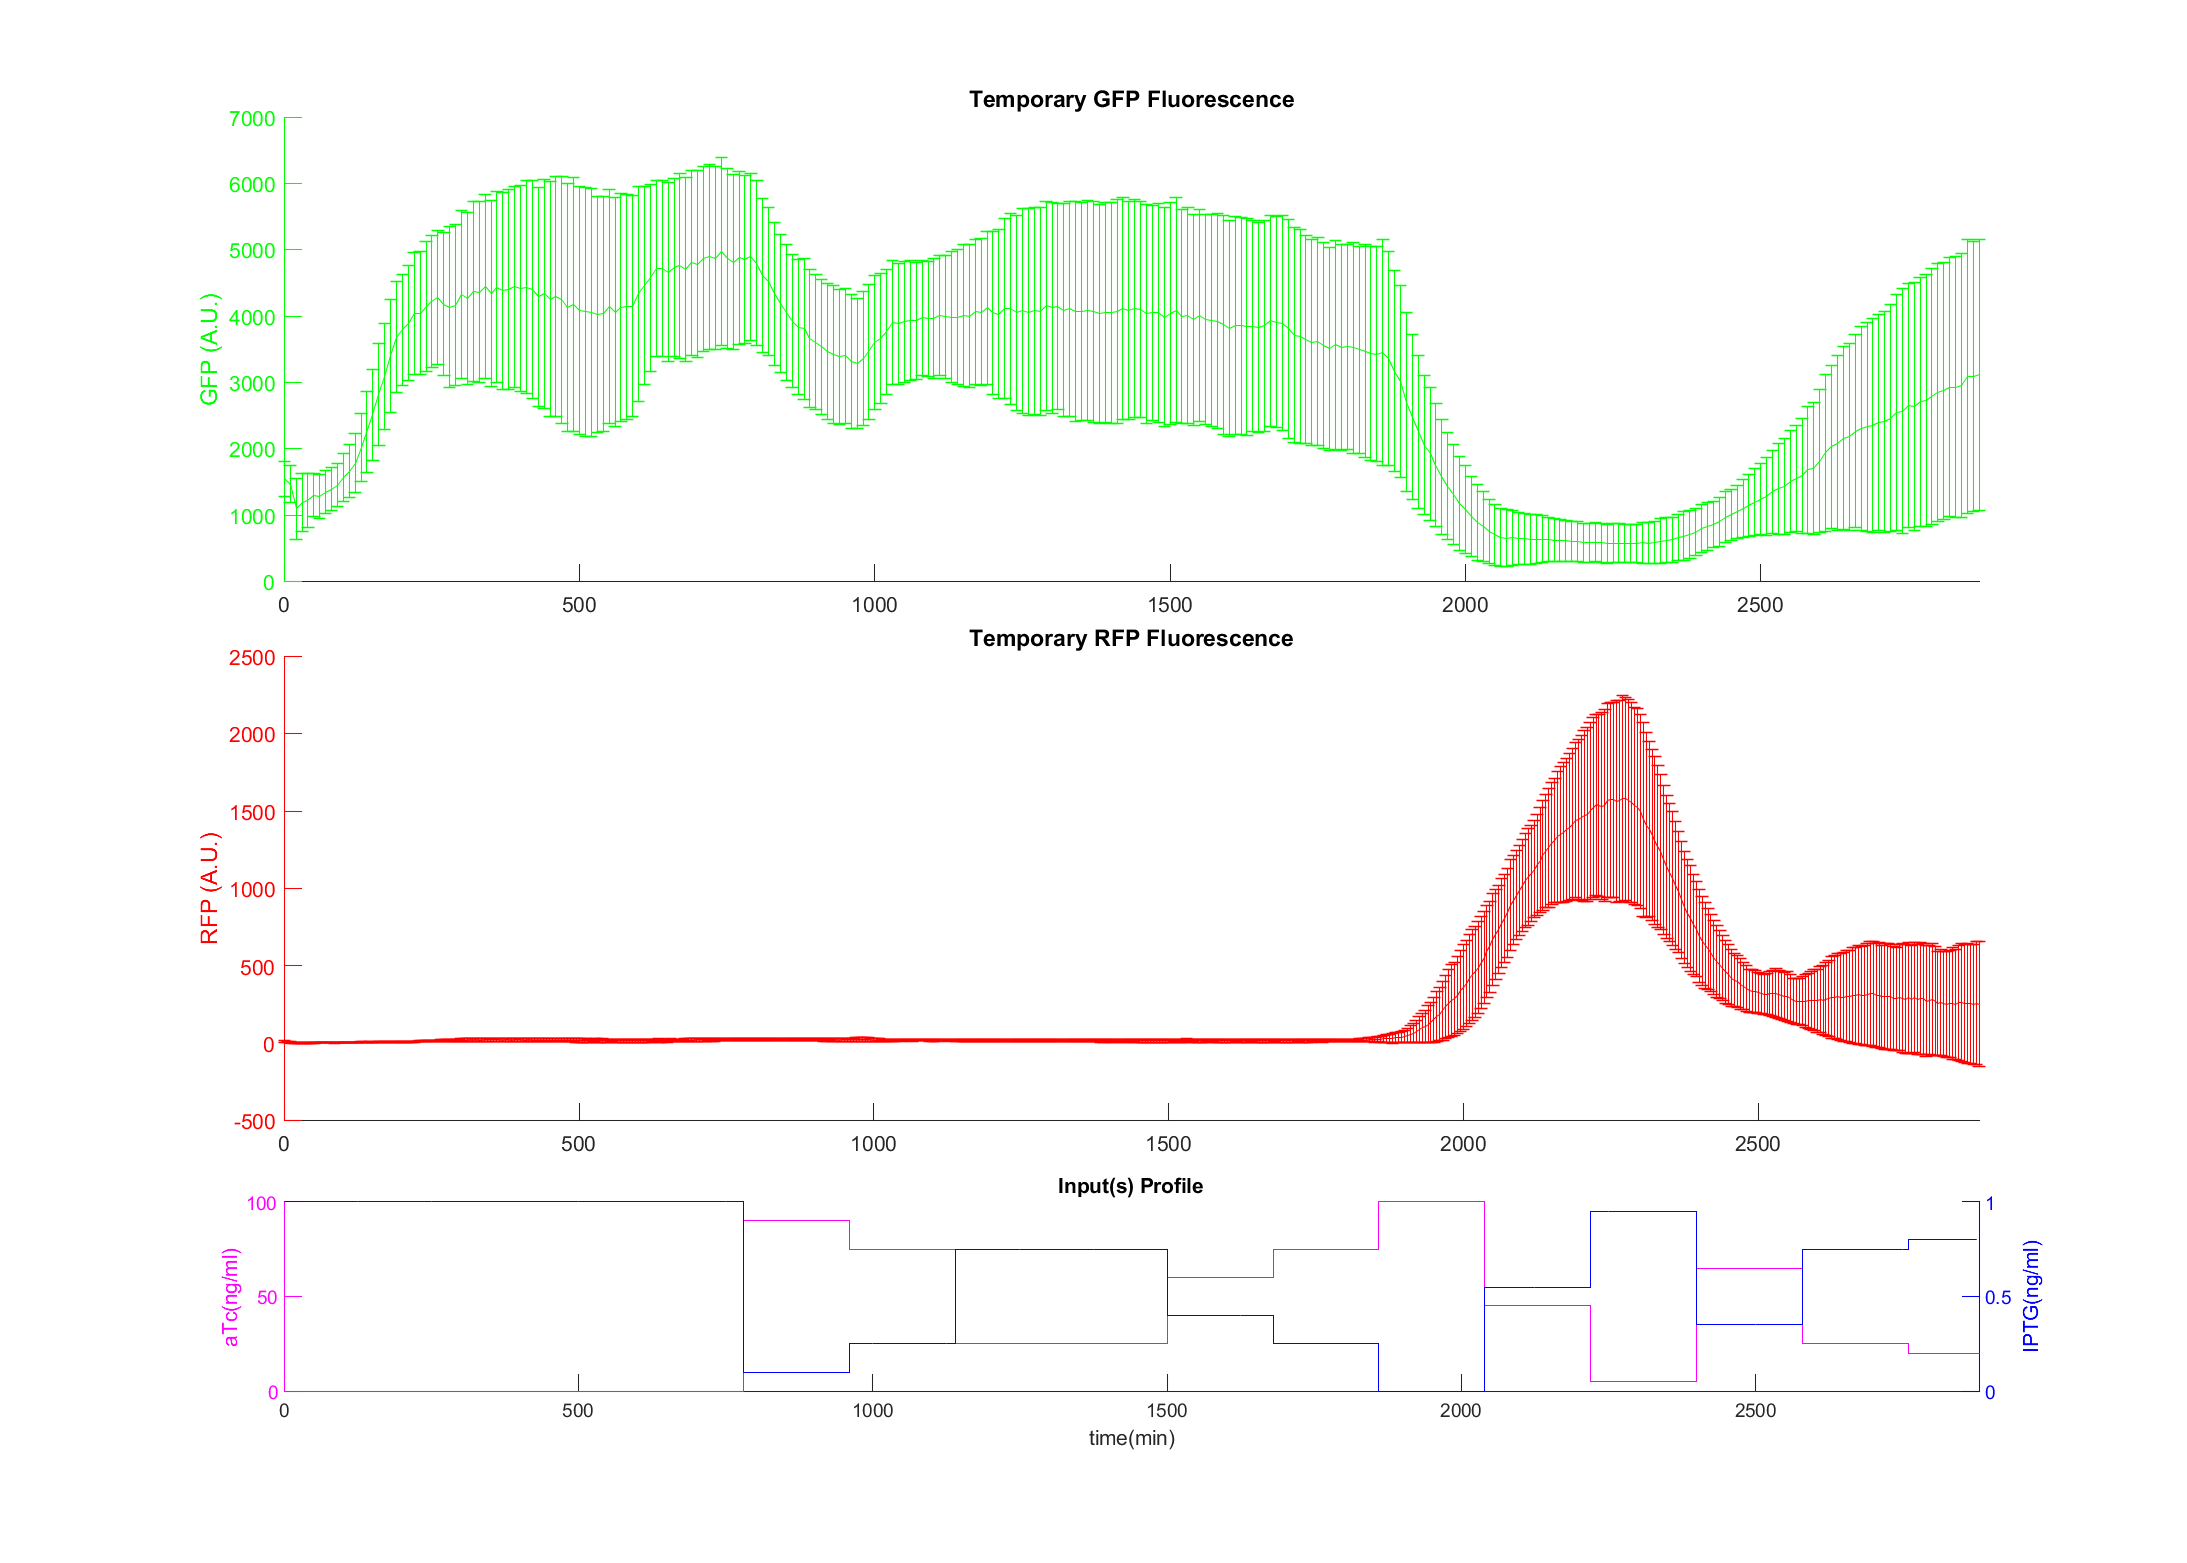 Temporary GFP Fluorescence
7000
6000
5000
4000
3000
2000
1000
0
GFP (A.U.)
0 500 1000 1500 2000 2500
Temporary RFP Fluorescence
2500
2000
1500
1000
500
0
-500
RFP (A.U.)
0 500 1000 1500 2000 2500
Input(s) Profile
100
50
0
aTc(ng/ml)
1
0.5
0
IPTG(ng/ml)
0 500 1000 1500 2000 2500
time(min)